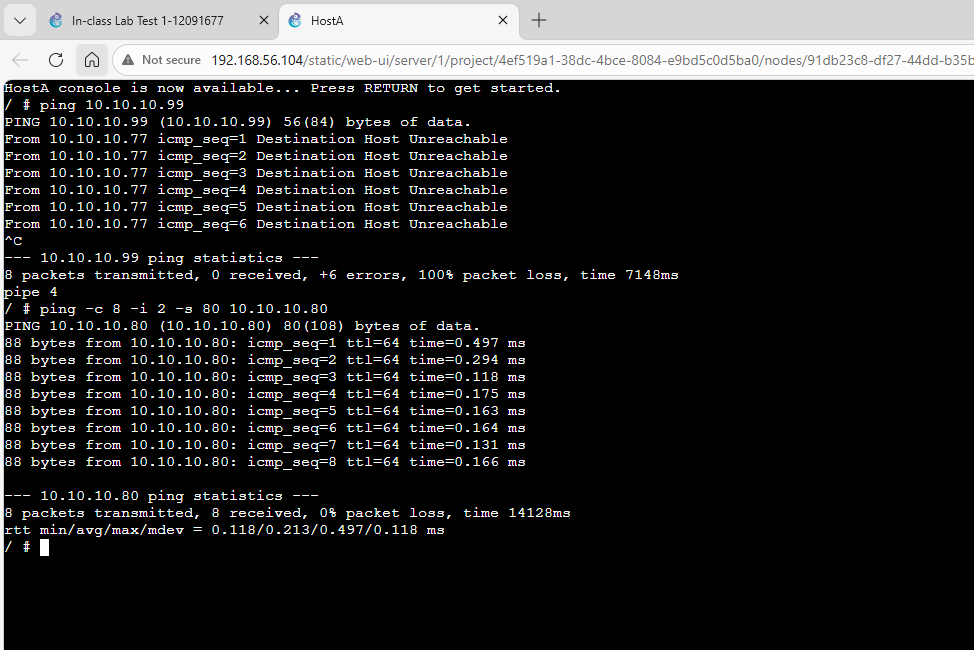 In-class Lab Test 1-12091677
HostA
Not secure 192.168.56.104/static/web-ui/server/1/project/4ef519a1-38dc-4bce-8084-e9bd5c0d5ba0/nodes/91db23c8-df27-44dd-b35b
HostA console is now available... Press RETURN to get started.
/ # ping 10.10.10.99
PING 10.10.10.99 (10.10.10.99) 56(84) bytes of data.
From 10.10.10.77 icmp_seq=1 Destination Host Unreachable
From 10.10.10.77 icmp_seq=2 Destination Host Unreachable
From 10.10.10.77 icmp_seq=3 Destination Host Unreachable
From 10.10.10.77 icmp_seq=4 Destination Host Unreachable
From 10.10.10.77 icmp_seq=5 Destination Host Unreachable
From 10.10.10.77 icmp_seq=6 Destination Host Unreachable
^C
--- 10.10.10.99 ping statistics ---
8 packets transmitted, 0 received, +6 errors, 100% packet loss, time 7148ms
pipe 4
/ # ping -c 8 -i 2 -s 80 10.10.10.80
PING 10.10.10.80 (10.10.10.80) 80(108) bytes of data.
88 bytes from 10.10.10.80: icmp_seq=1 ttl=64 time=0.497 ms
88 bytes from 10.10.10.80: icmp_seq=2 ttl=64 time=0.294 ms
88 bytes from 10.10.10.80: icmp_seq=3 ttl=64 time=0.118 ms
88 bytes from 10.10.10.80: icmp_seq=4 ttl=64 time=0.175 ms
88 bytes from 10.10.10.80: icmp_seq=5 ttl=64 time=0.163 ms
88 bytes from 10.10.10.80: icmp_seq=6 ttl=64 time=0.164 ms
88 bytes from 10.10.10.80: icmp_seq=7 ttl=64 time=0.131 ms
88 bytes from 10.10.10.80: icmp_seq=8 ttl=64 time=0.166 ms
--- 10.10.10.80 ping statistics ---
8 packets transmitted, 8 received, 0% packet loss, time 14128ms
rtt min/avg/max/mdev = 0.118/0.213/0.497/0.118 ms
/ #